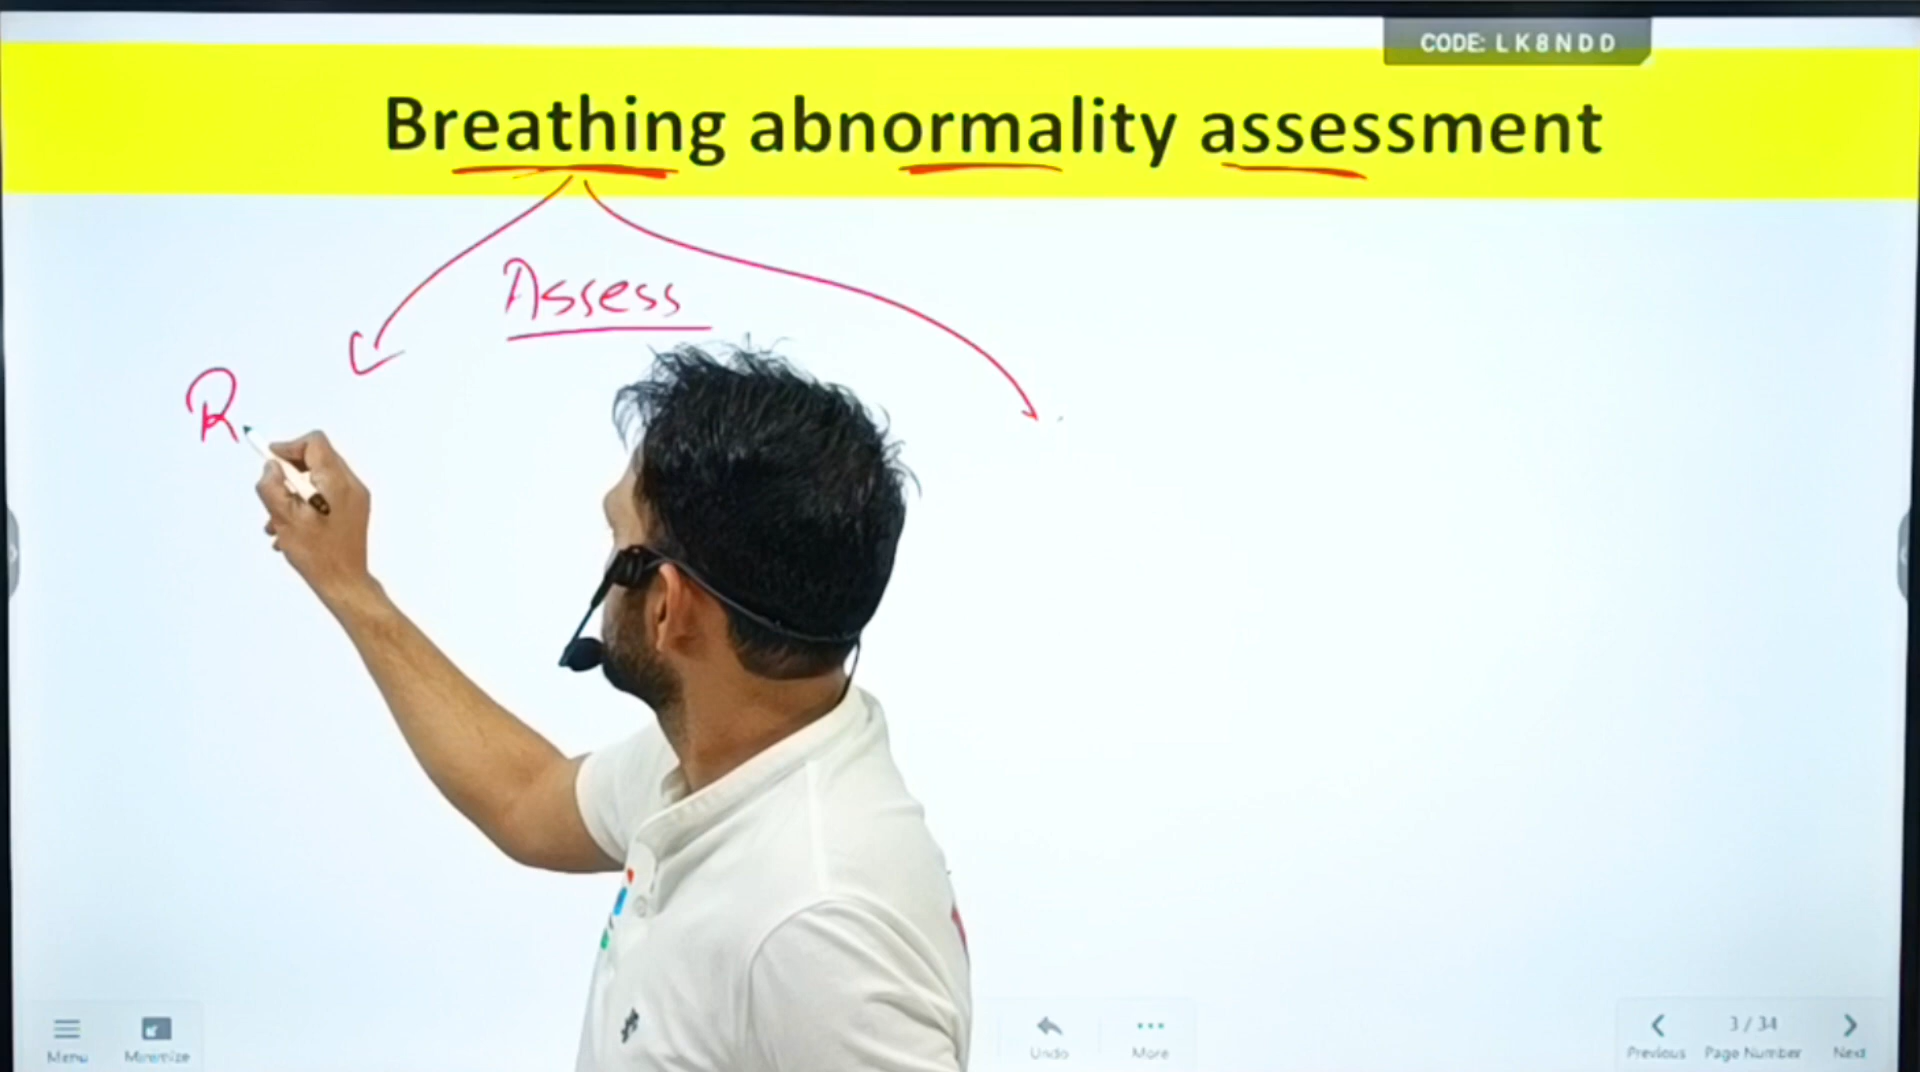 CODE: LK8NDD
Breathing abnormality assessment
Assess
R
Menu
Minimize
Undo
More
Previous
3 / 34
Page Number
Next